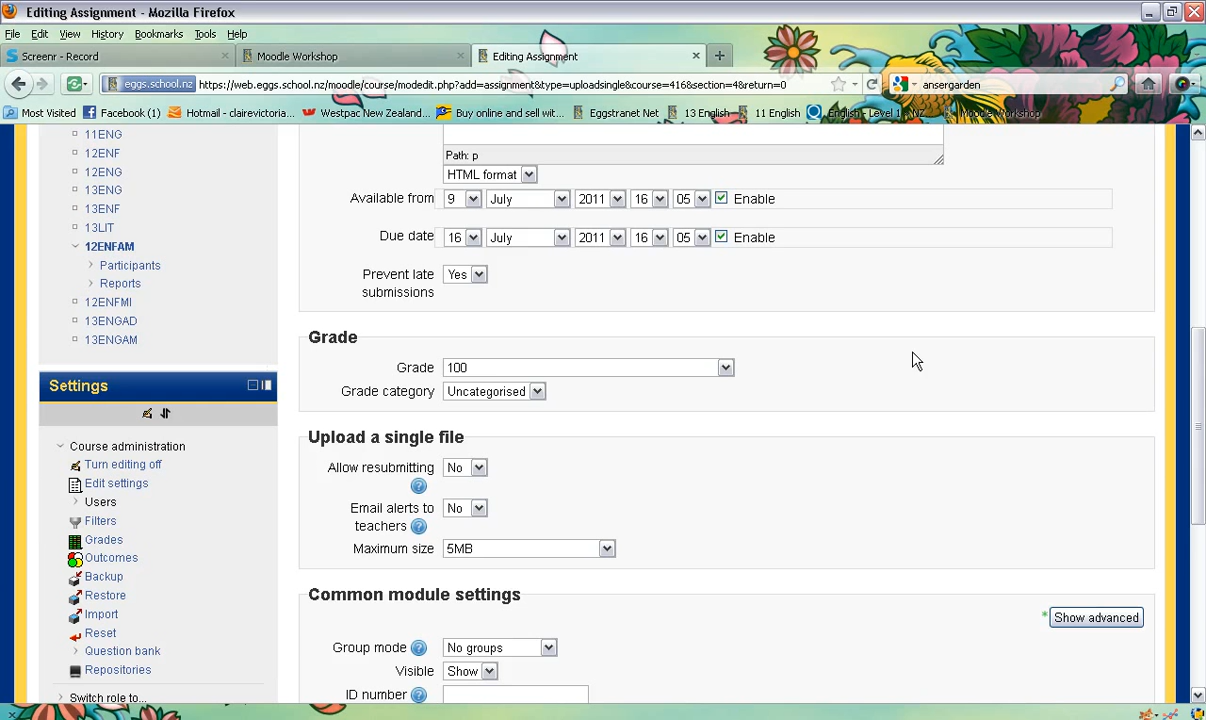 Editing Assignment - Mozilla Firefox
File Edit View History Bookmarks Tools Help
Screenr - Record
Moodle Workshop
Editing Assignment
eggs.school.nz https://web.eggs.school.nz/moodle/course/modedit.php?add=assignment&type=uploadsingle&course=416&section=4&return=0
ansergarden
Most Visited Facebook (1) Hotmail - clairevictoria... Westpac New Zealand... Buy online and sell wit... Eggstranet Net 13 English 11 English English - Level 1 - NZ... Moodle Workshop
11ENG
12ENF
12ENG
13ENG
13ENF
13LIT
12ENFAM
Participants
Reports
12ENFMI
13ENGAD
13ENGAM
Settings
Course administration
Turn editing off
Edit settings
Users
Filters
Grades
Outcomes
Backup
Restore
Import
Reset
Question bank
Repositories
Switch role to...
Path: p
HTML format
Available from 9 July 2011 16 05 Enable
Due date 16 July 2011 16 05 Enable
Prevent late submissions Yes
Grade
Grade 100
Grade category Uncategorised
Upload a single file
Allow resubmitting No
Email alerts to teachers No
Maximum size 5MB
Common module settings
* Show advanced
Group mode No groups
Visible Show
ID number